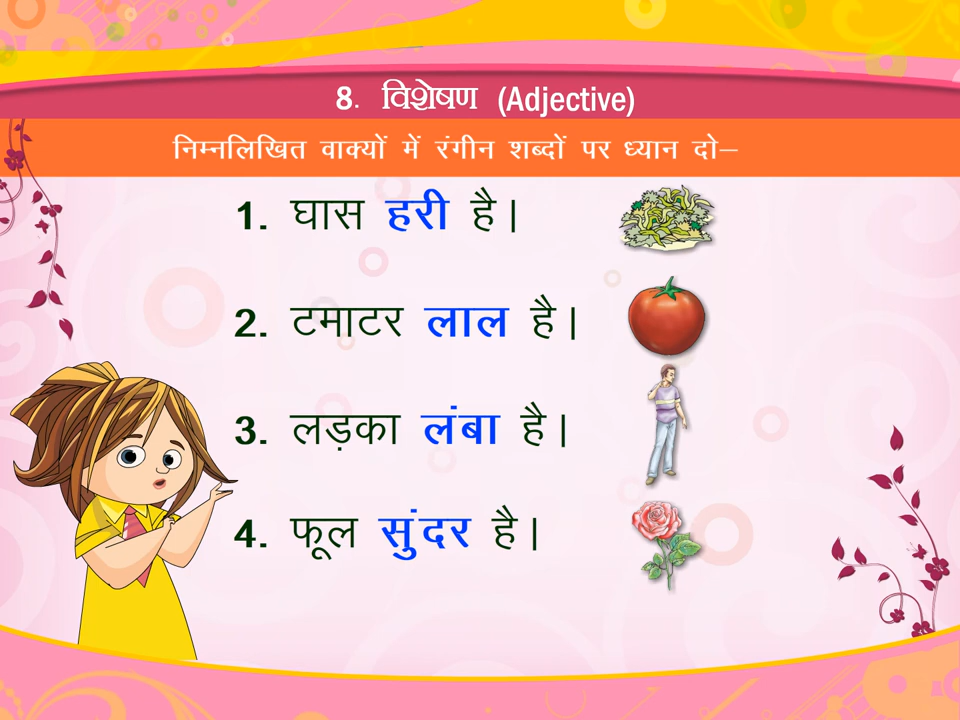 8. विशेषण (Adjective)
निम्नलिखित वाक्यों में रंगीन शब्दों पर ध्यान दो–
1. घास हरी है।
2. टमाटर लाल है।
3. लड़का लंबा है।
4. फूल सुंदर है।